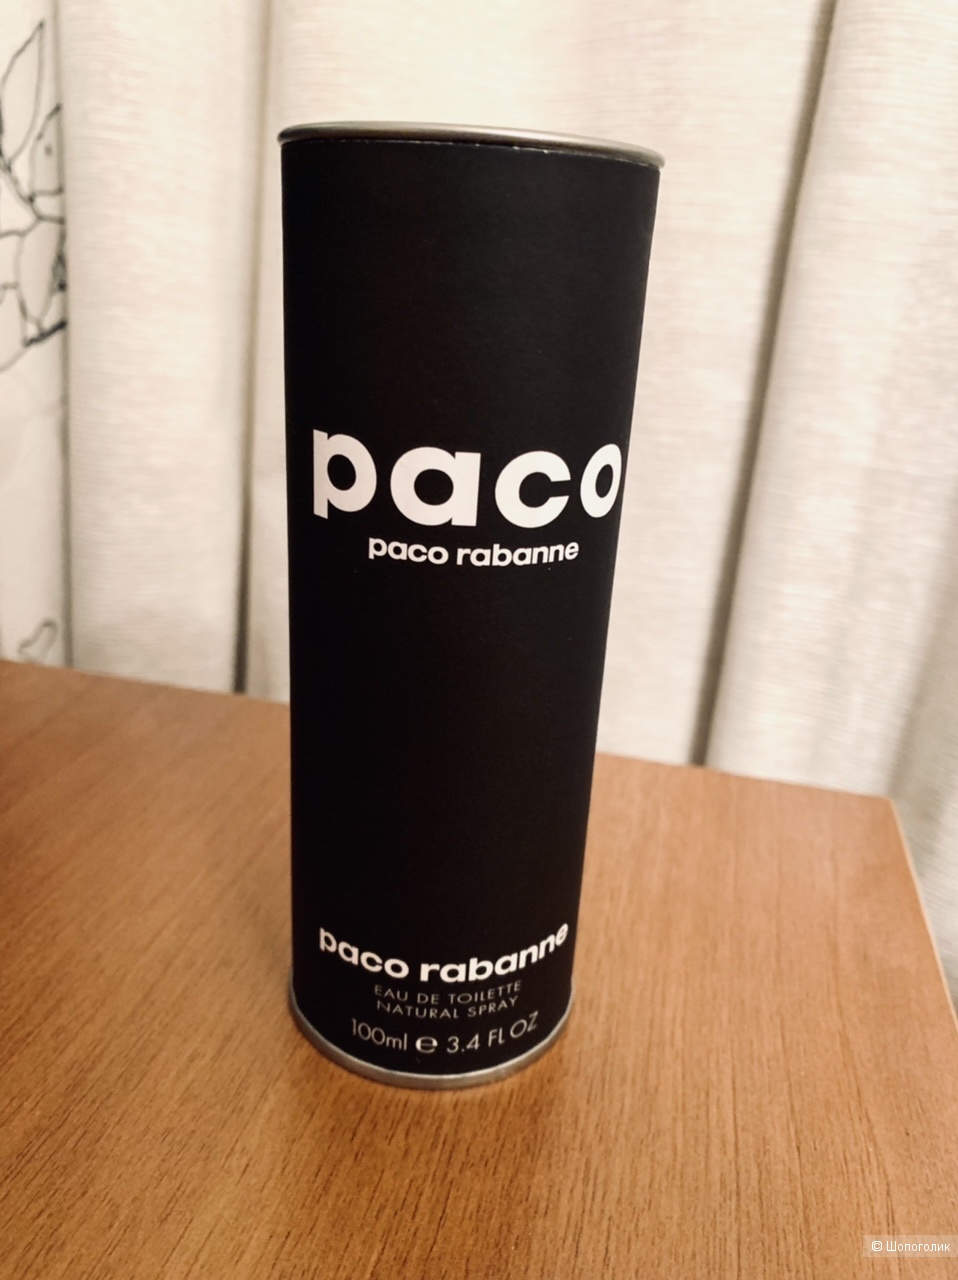 paco
paco rabanne
paco rabanne
EAU DE TOILETTE
NATURAL SPRAY
100ml ℮ 3.4 FL OZ
© Шопоголик